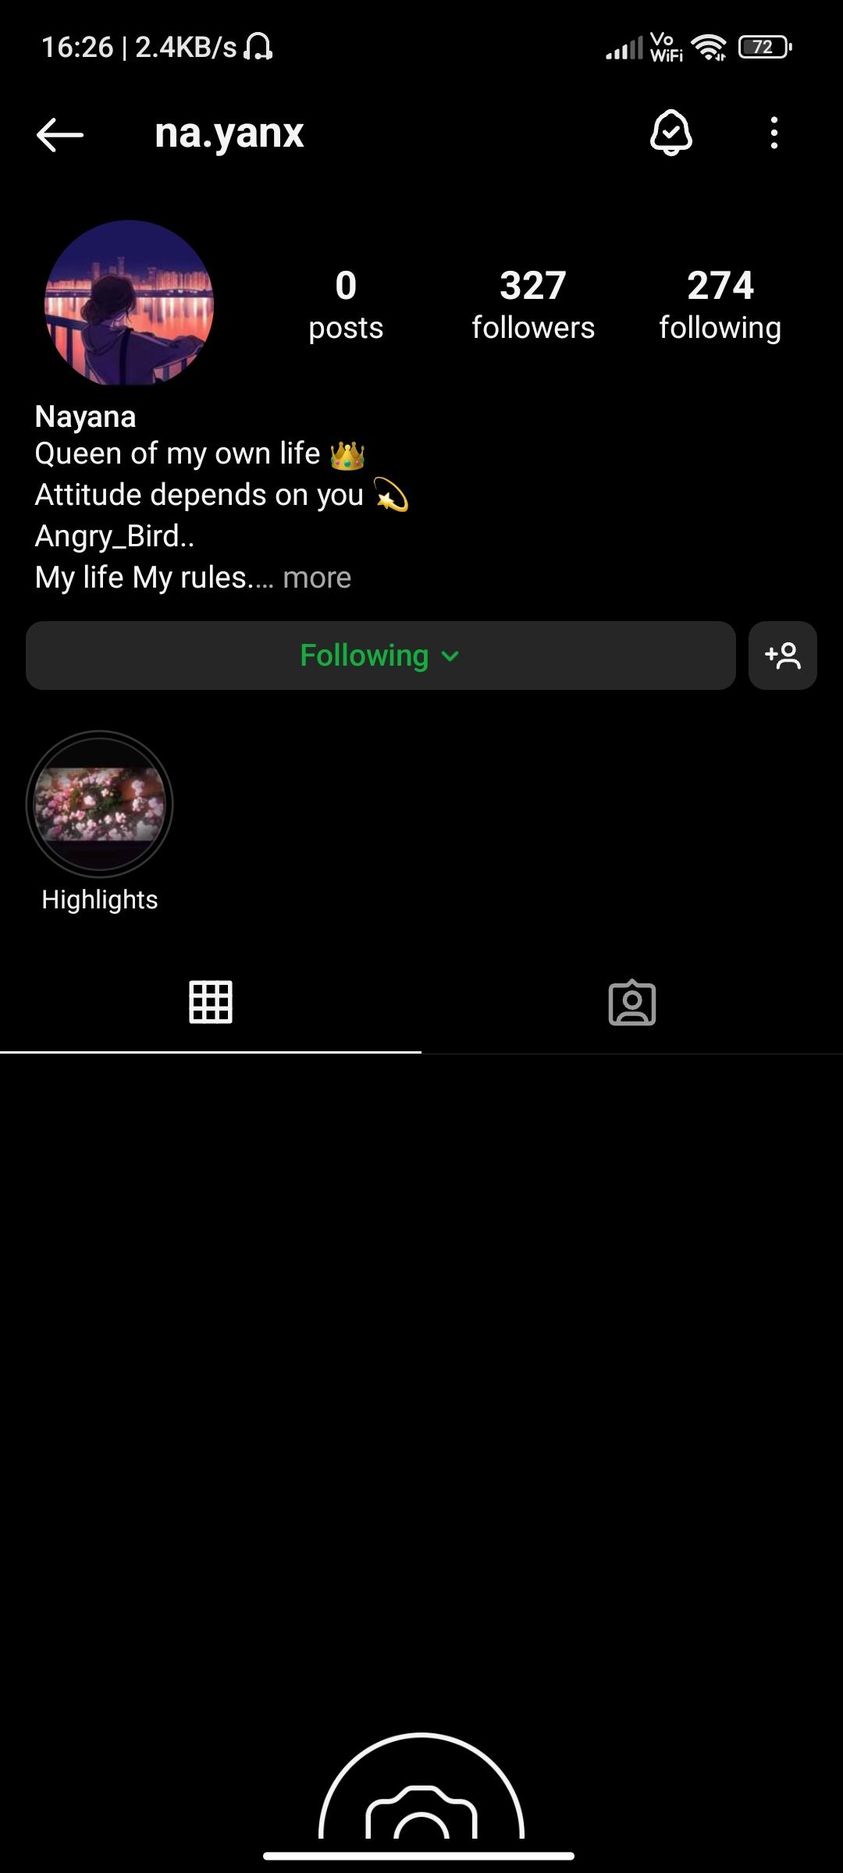 16:26 | 2.4KB/s
Vo
WiFi
72
na.yanx
0
posts
327
followers
274
following
Nayana
Queen of my own life 👑
Attitude depends on you 💫
Angry_Bird..
My life My rules.... more
Following
Highlights